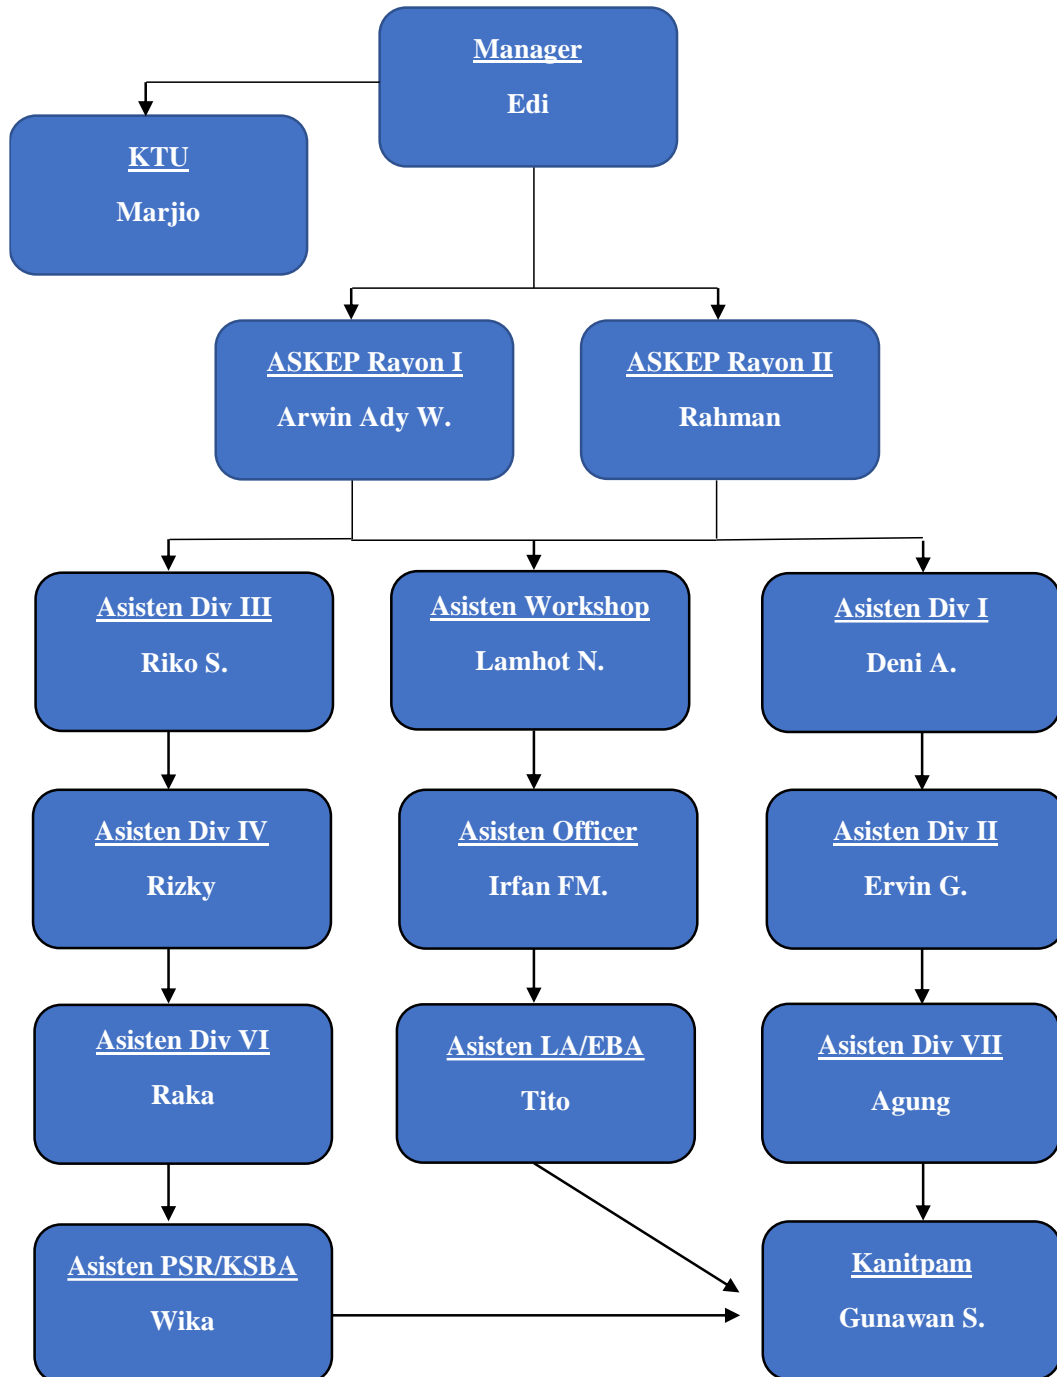 Manager
Edi
KTU
Marjio
ASKEP Rayon I
Arwin Ady W.
ASKEP Rayon II
Rahman
Asisten Div III
Riko S.
Asisten Workshop
Lamhot N.
Asisten Div I
Deni A.
Asisten Div IV
Rizky
Asisten Officer
Irfan FM.
Asisten Div II
Ervin G.
Asisten Div VI
Raka
Asisten LA/EBA
Tito
Asisten Div VII
Agung
Asisten PSR/KSBA
Wika
Kanitpam
Gunawan S.